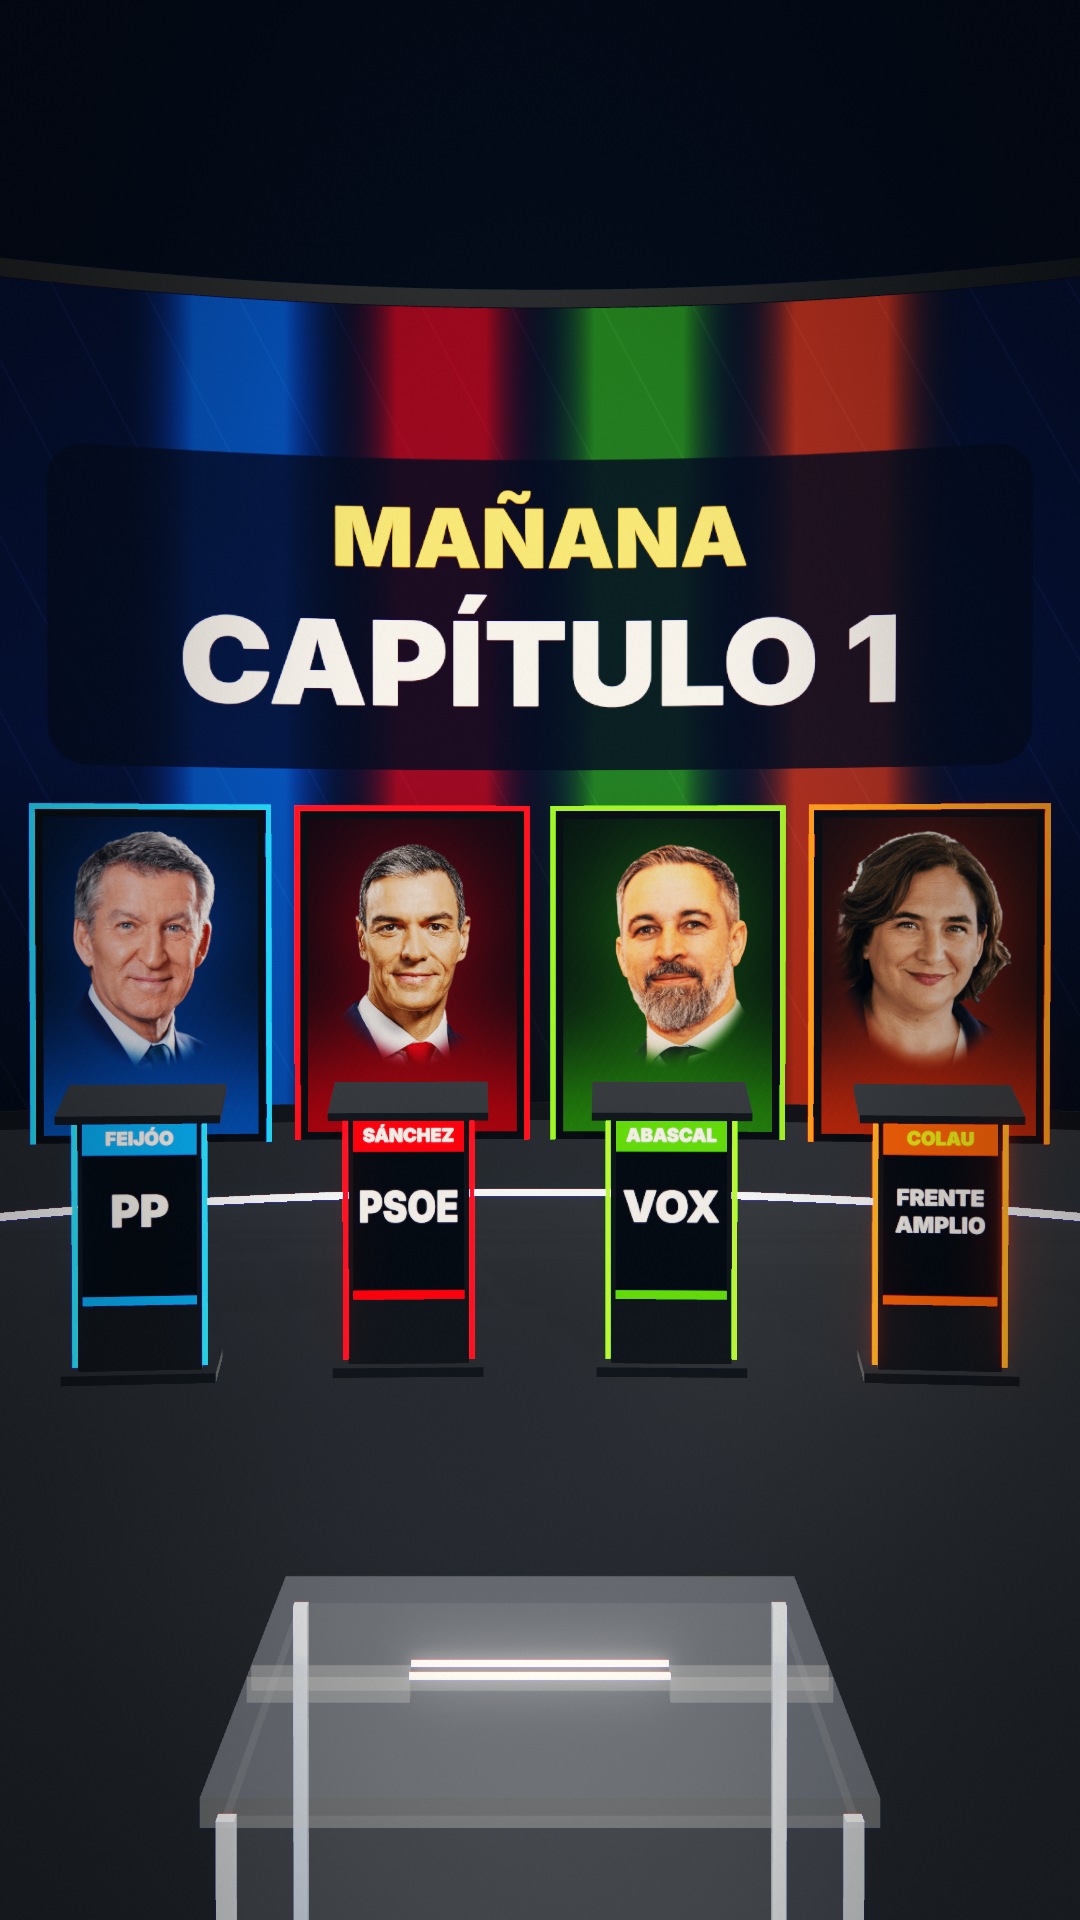 MAÑANA
CAPÍTULO 1
FEIJÓO
PP
SÁNCHEZ
PSOE
ABASCAL
VOX
COLAU
FRENTE
AMPLIO